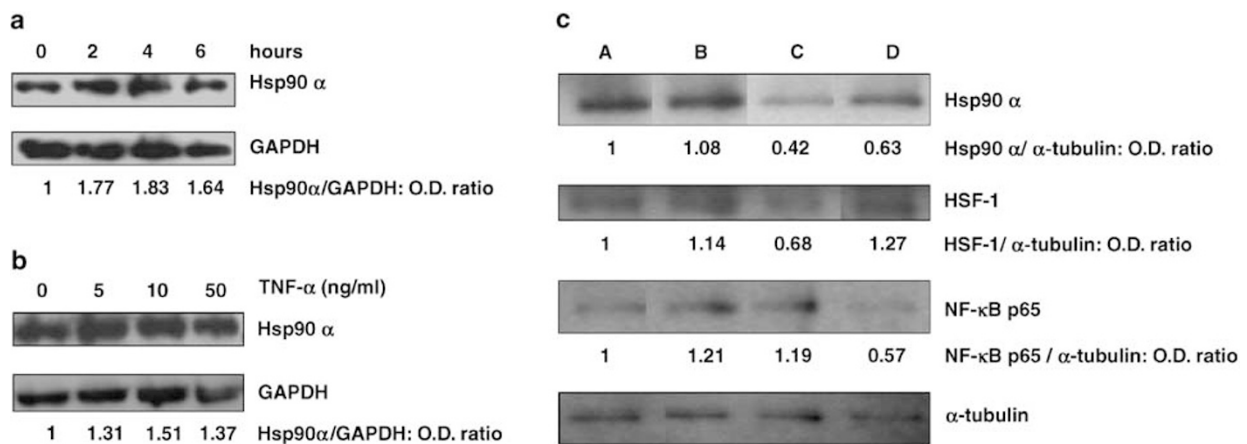 a
0 2 4 6 hours
Hsp90 α
GAPDH
1 1.77 1.83 1.64 Hsp90α/GAPDH: O.D. ratio
b
0 5 10 50 TNF-α (ng/ml)
Hsp90 α
GAPDH
1 1.31 1.51 1.37 Hsp90α/GAPDH: O.D. ratio
c
A B C D
Hsp90 α
1 1.08 0.42 0.63 Hsp90 α/ α-tubulin: O.D. ratio
HSF-1
1 1.14 0.68 1.27 HSF-1/ α-tubulin: O.D. ratio
NF-κB p65
1 1.21 1.19 0.57 NF-κB p65 / α-tubulin: O.D. ratio
α-tubulin